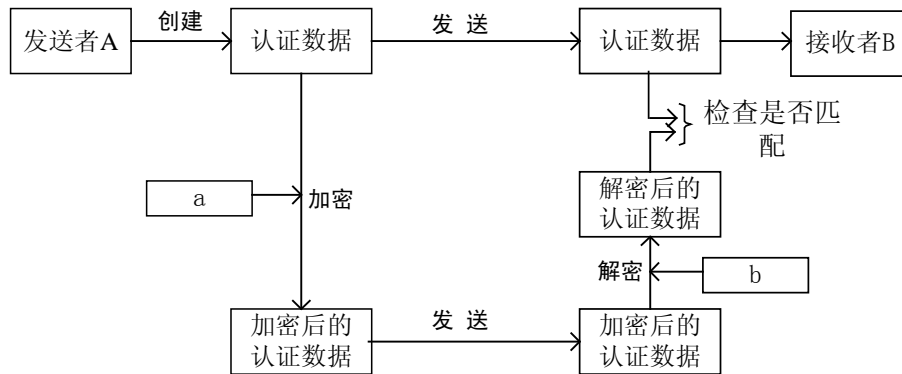 发送者A
创建
认证数据
发 送
认证数据
接收者B
检查是否匹
配
a
加密
解密后的
认证数据
解密
b
加密后的
认证数据
发 送
加密后的
认证数据